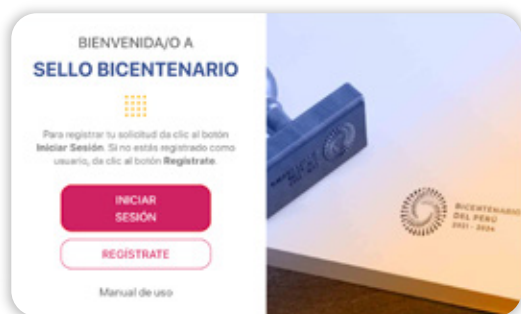 BIENVENIDA/O A
SELLO BICENTENARIO
Para registrar tu solicitud da clic al botón
Iniciar Sesión. Si no estás registrado como
usuario, da clic al botón Regístrate.
INICIAR
SESIÓN
REGÍSTRATE
Manual de uso
BICENTENARIO
DEL PERÚ
2021 - 2024